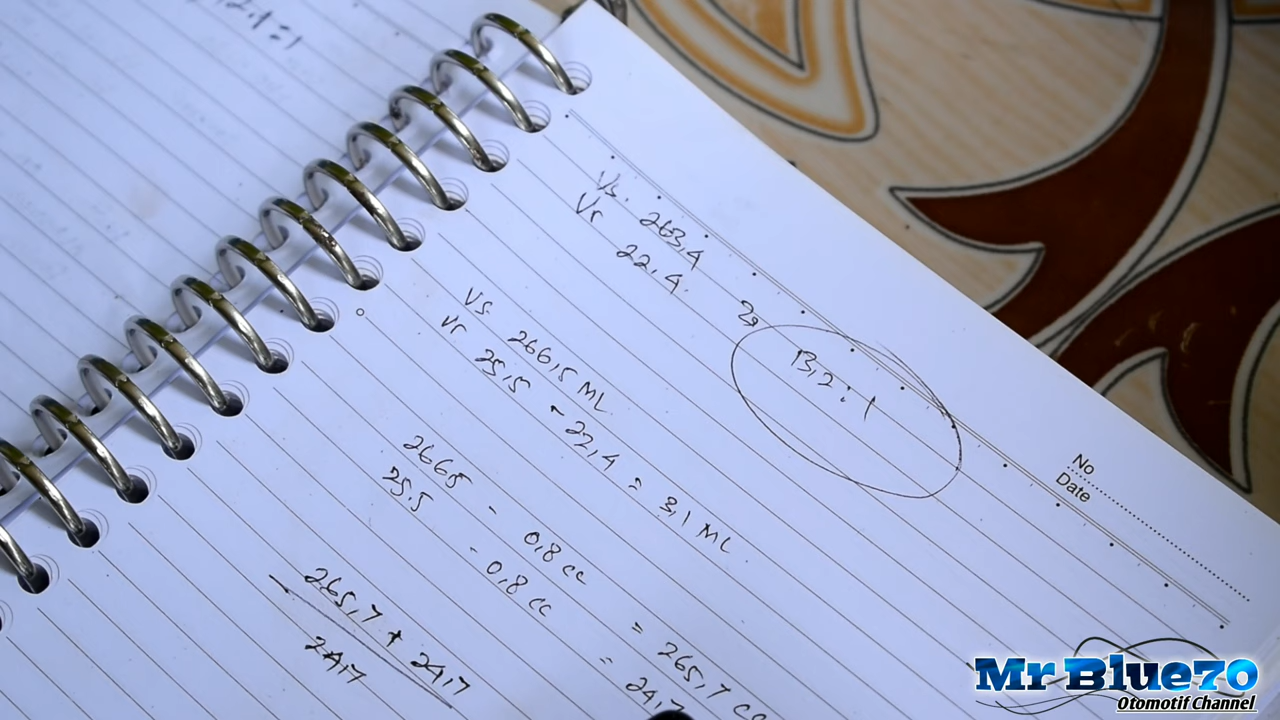 Vs. 263,4
Vr 22,4.
13,2 : 1
Vs 266,5 ML
Vr 25,5 - 22,4 = 3,1 ML
266,5 - 0,8 cc = 265,7 cc
25.5 - 0,8 cc = 24,7
265,7 + 24,7
24,7
No
Date
Mr Blue70
Otomotif Channel